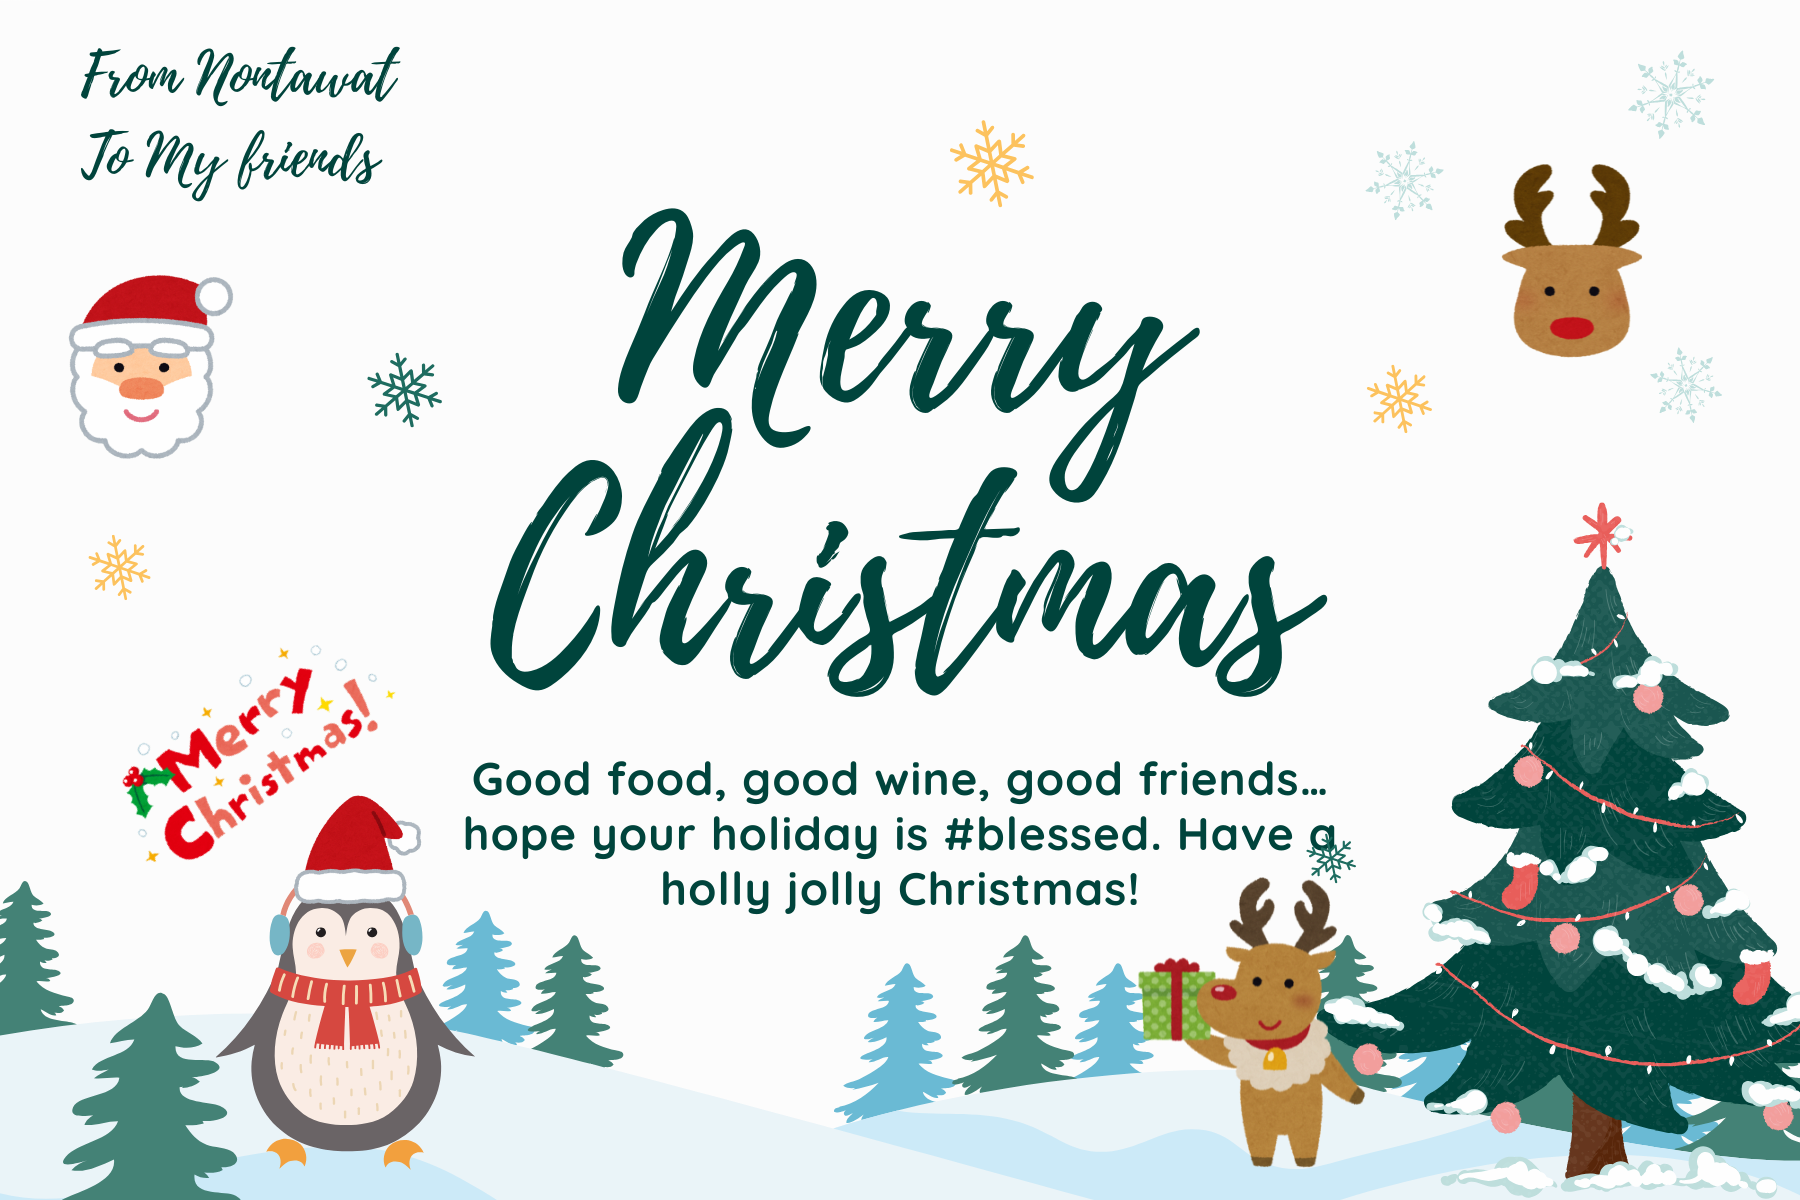 From Nontawat
To My friends
Merry
Christmas
Merry
Christmas!
Good food, good wine, good friends...
hope your holiday is #blessed. Have a
holly jolly Christmas!